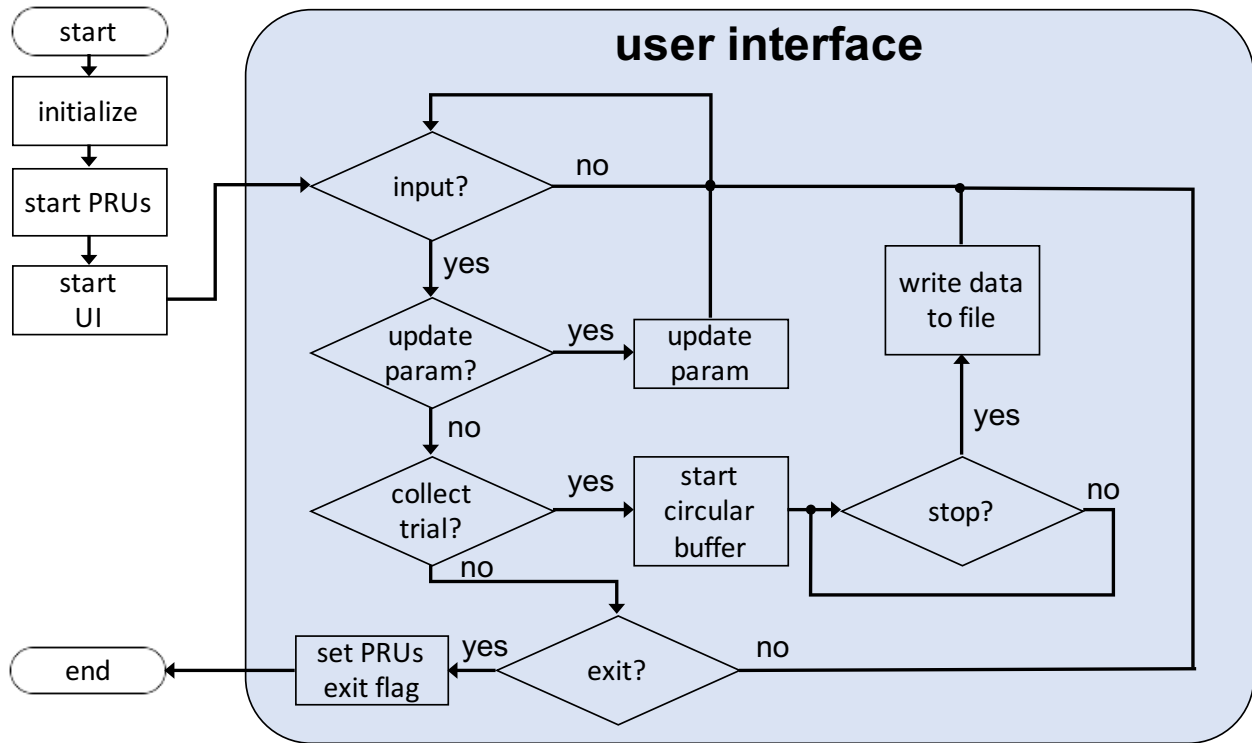 start
user interface
initialize
input?
no
start PRUs
yes
start
UI
write data
to file
update
param?
yes
update
param
no
yes
collect
trial?
yes
start
circular
buffer
stop?
no
no
end
set PRUs
exit flag
yes
exit?
no